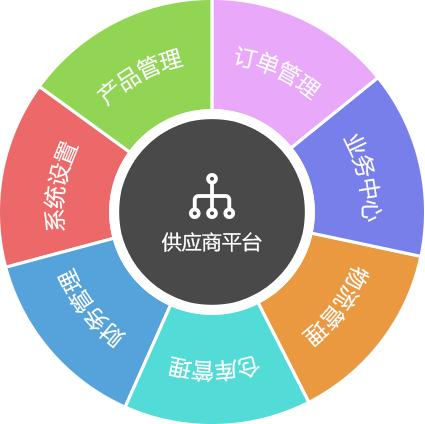 产品管理
订单管理
业务中心
物流管理
仓库管理
财务管理
系统设置
供应商平台